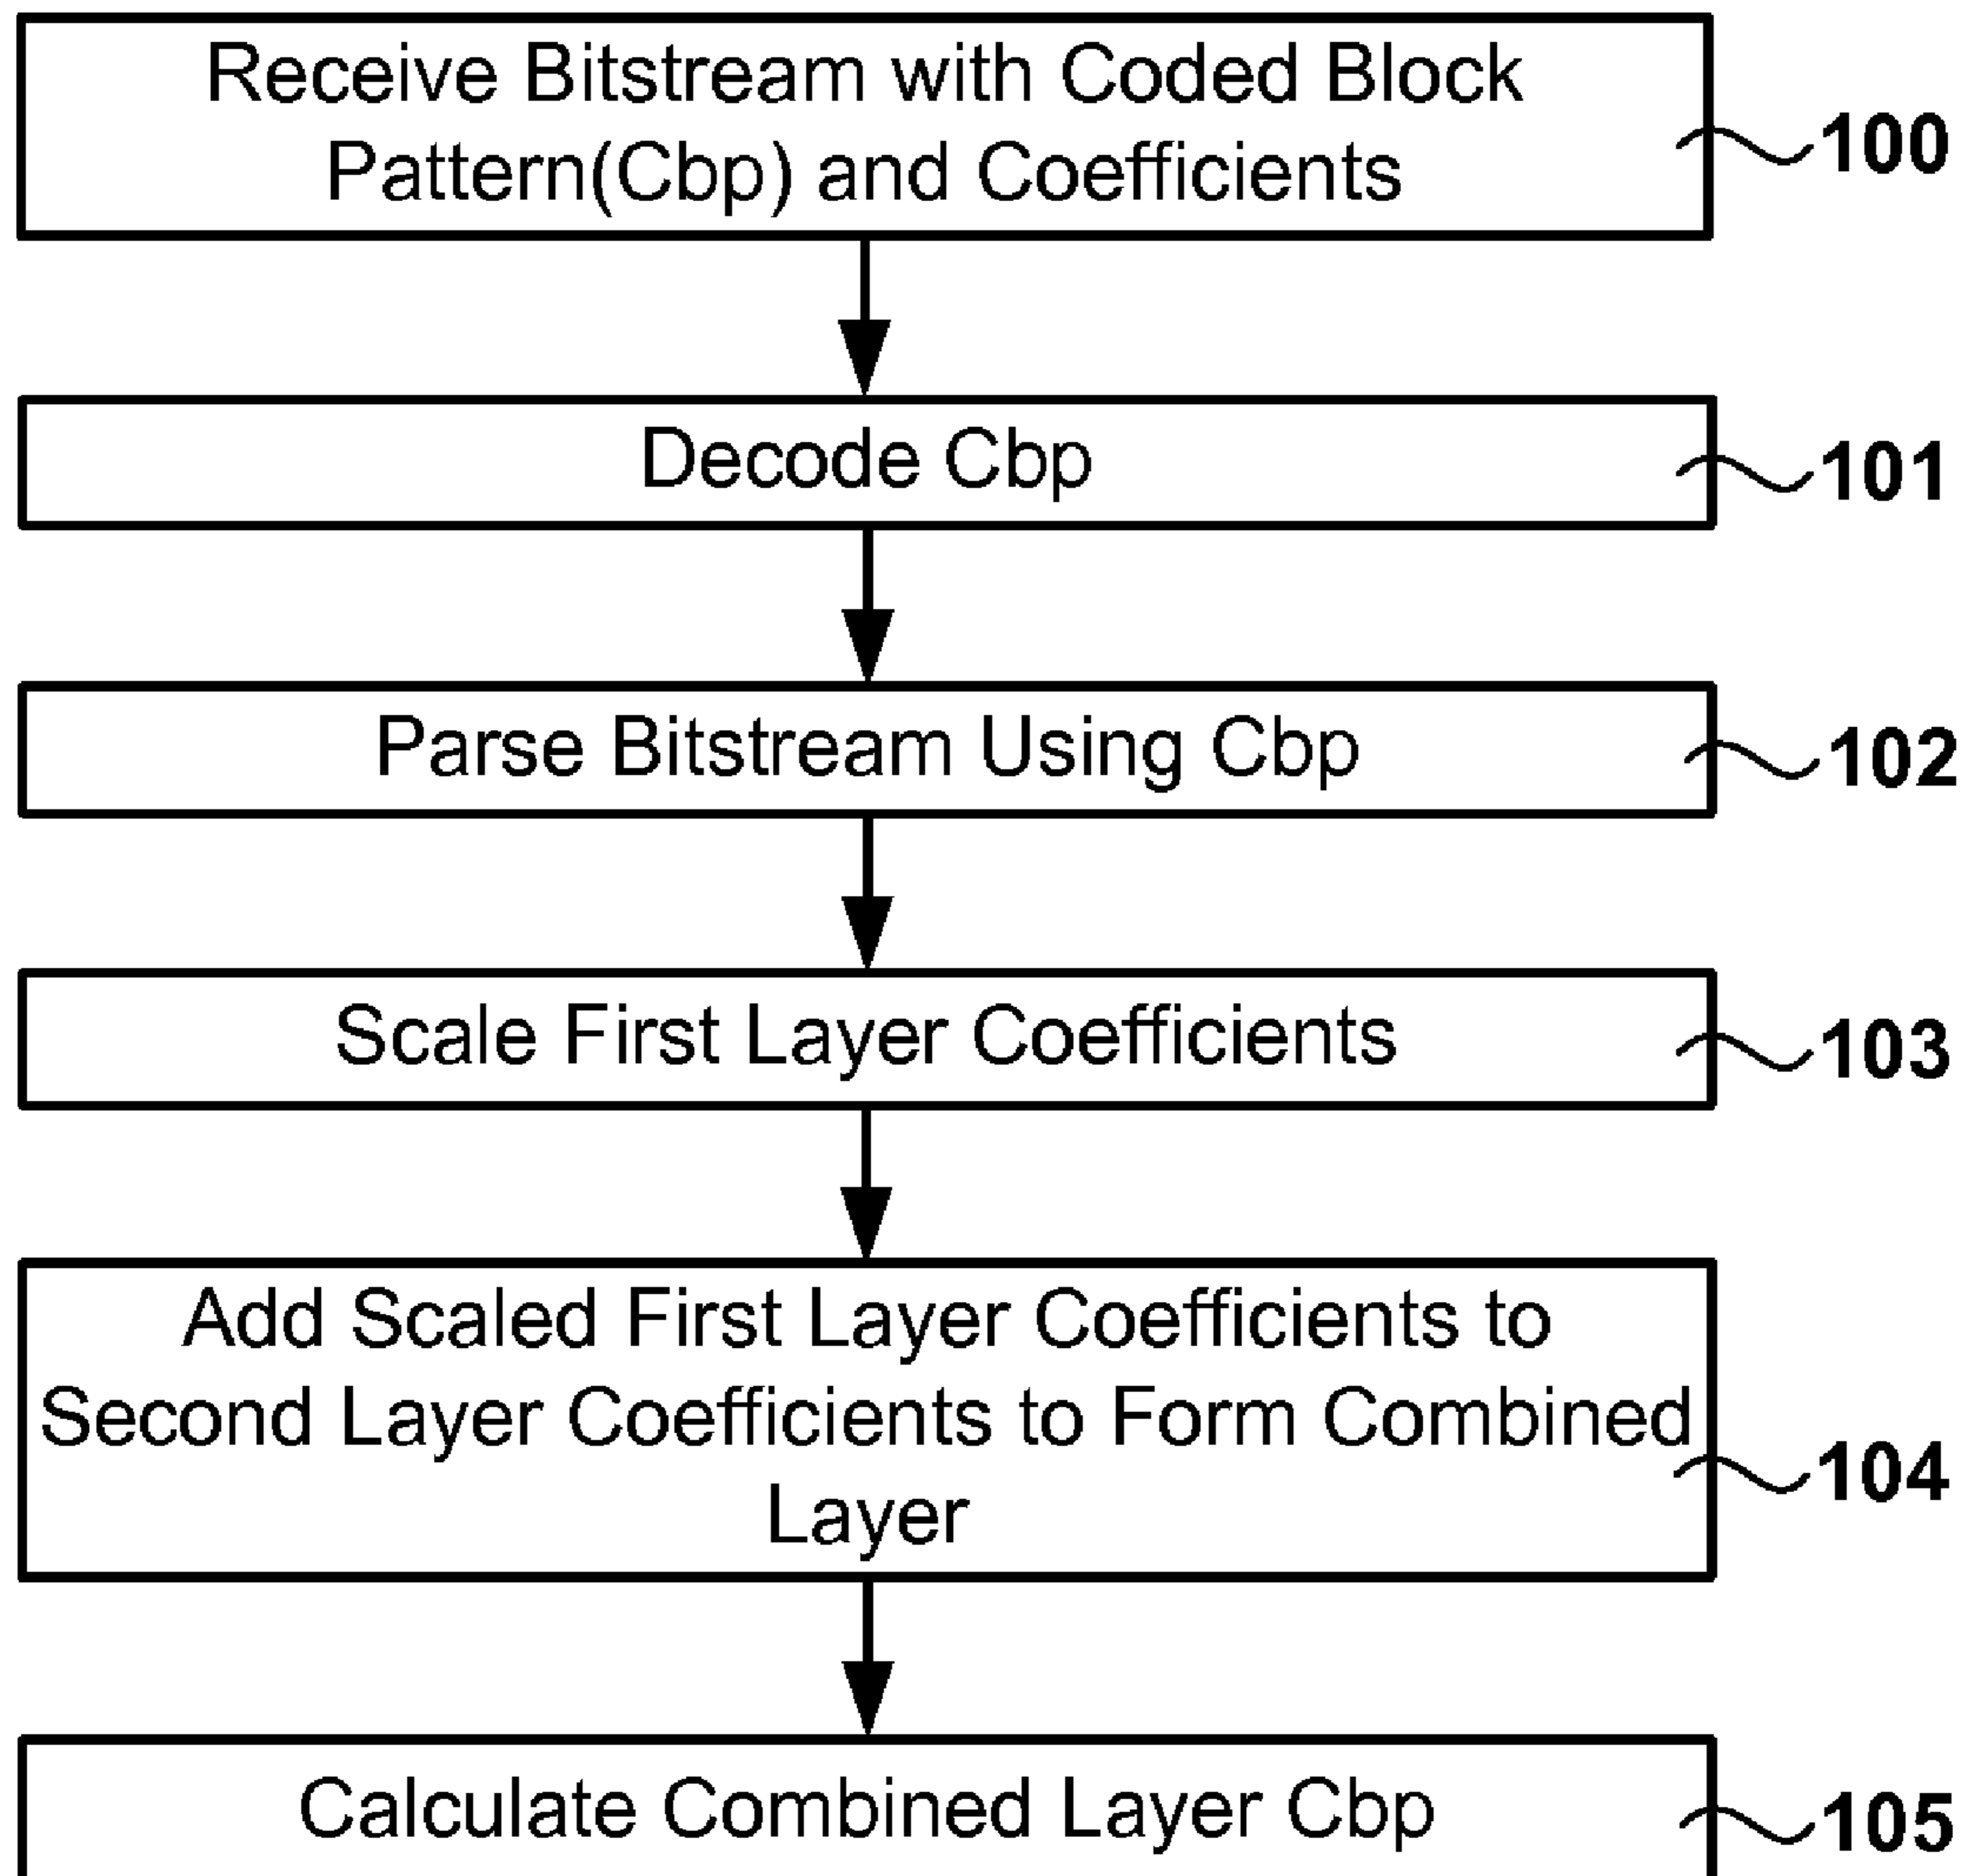 Receive Bitstream with Coded Block
Pattern(Cbp) and Coefficients
100
Decode Cbp
101
Parse Bitstream Using Cbp
102
Scale First Layer Coefficients
103
Add Scaled First Layer Coefficients to
Second Layer Coefficients to Form Combined
Layer
104
Calculate Combined Layer Cbp
105